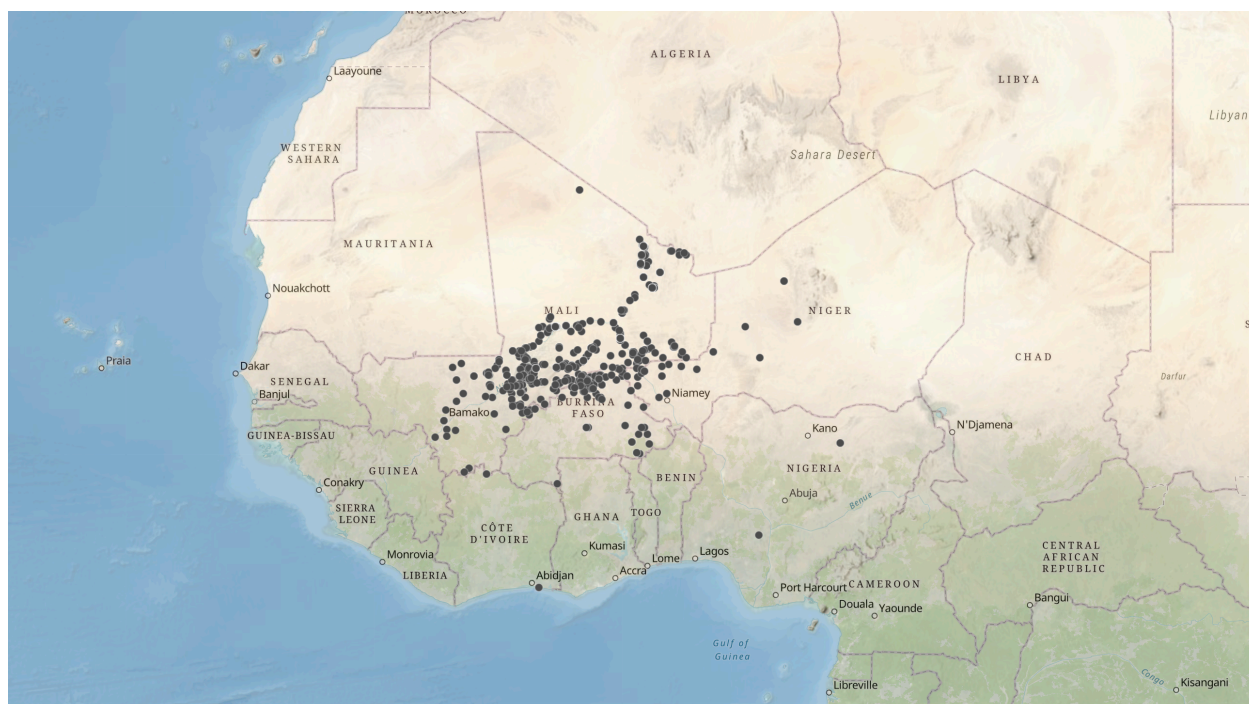 MOROCCO
ALGERIA
Laayoune
LIBYA
Libyan
WESTERN
SAHARA
Sahara Desert
MAURITANIA
Nouakchott
MALI
NIGER
CHAD
Praia
Dakar
SENEGAL
Banjul
Darfur
Niamey
BURKINA
FASO
Bamako
GUINEA-BISSAU
Kano
N'Djamena
GUINEA
NIGERIA
BENIN
Conakry
Abuja
Benue
SIERRA
LEONE
GHANA
TOGO
CÔTE
D'IVOIRE
Kumasi
Lome
Lagos
CENTRAL
AFRICAN
REPUBLIC
Monrovia
LIBERIA
Abidjan
Accra
Port Harcourt
CAMEROON
Douala
Yaounde
Bangui
Gulf of
Guinea
Libreville
Congo
Kisangani